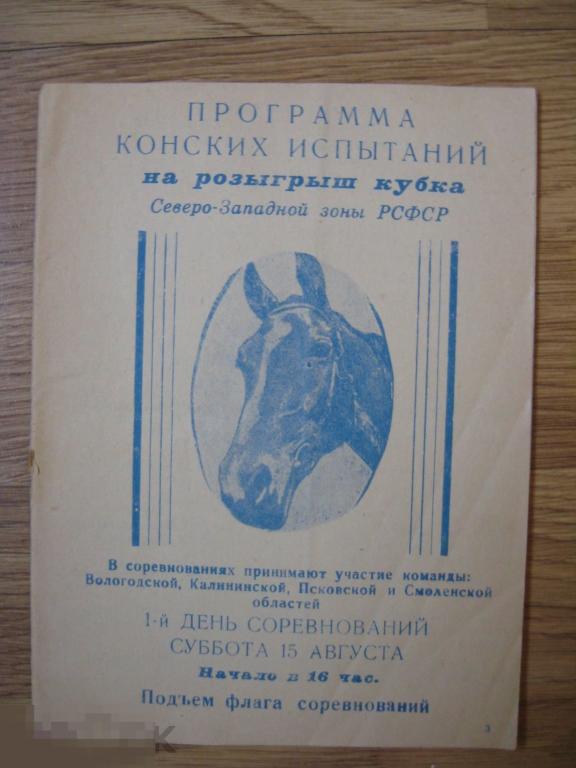 ПРОГРАММА
КОНСКИХ ИСПЫТАНИЙ
на розыгрыш кубка
Северо-Западной зоны РСФСР
В соревнованиях принимают участие команды:
Вологодской, Калининской, Псковской и Смоленской
областей
1-й ДЕНЬ СОРЕВНОВАНИЙ
СУББОТА 15 АВГУСТА
Начало в 16 час.
Подъем флага соревнований
3